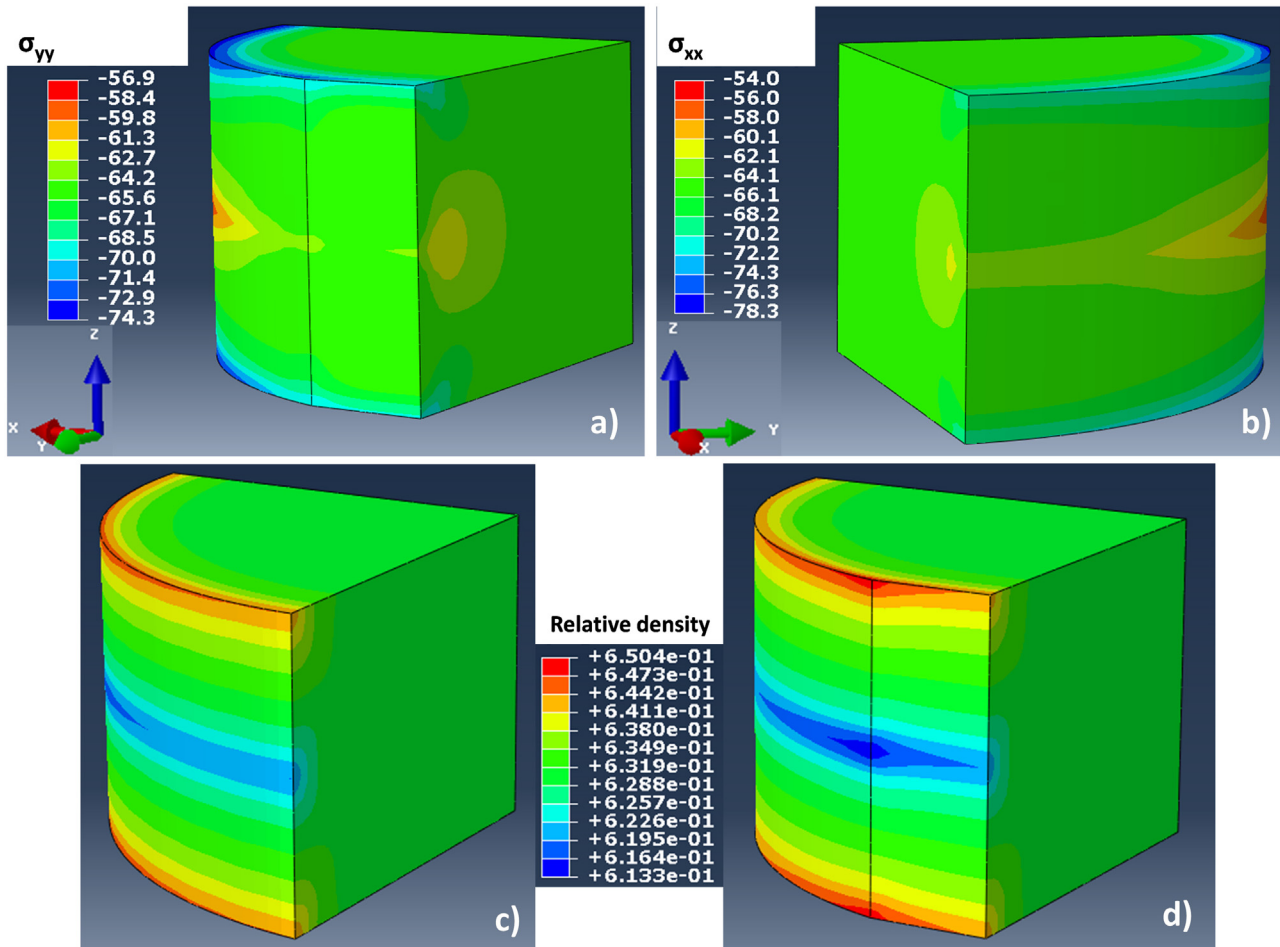 σyy
-56.9
-58.4
-59.8
-61.3
-62.7
-64.2
-65.6
-67.1
-68.5
-70.0
-71.4
-72.9
-74.3
Z
X
Y
a)
σxx
-54.0
-56.0
-58.0
-60.1
-62.1
-64.1
-66.1
-68.2
-70.2
-72.2
-74.3
-76.3
-78.3
Z
Y
X
b)
c)
Relative density
+6.504e-01
+6.473e-01
+6.442e-01
+6.411e-01
+6.380e-01
+6.349e-01
+6.319e-01
+6.288e-01
+6.257e-01
+6.226e-01
+6.195e-01
+6.164e-01
+6.133e-01
d)